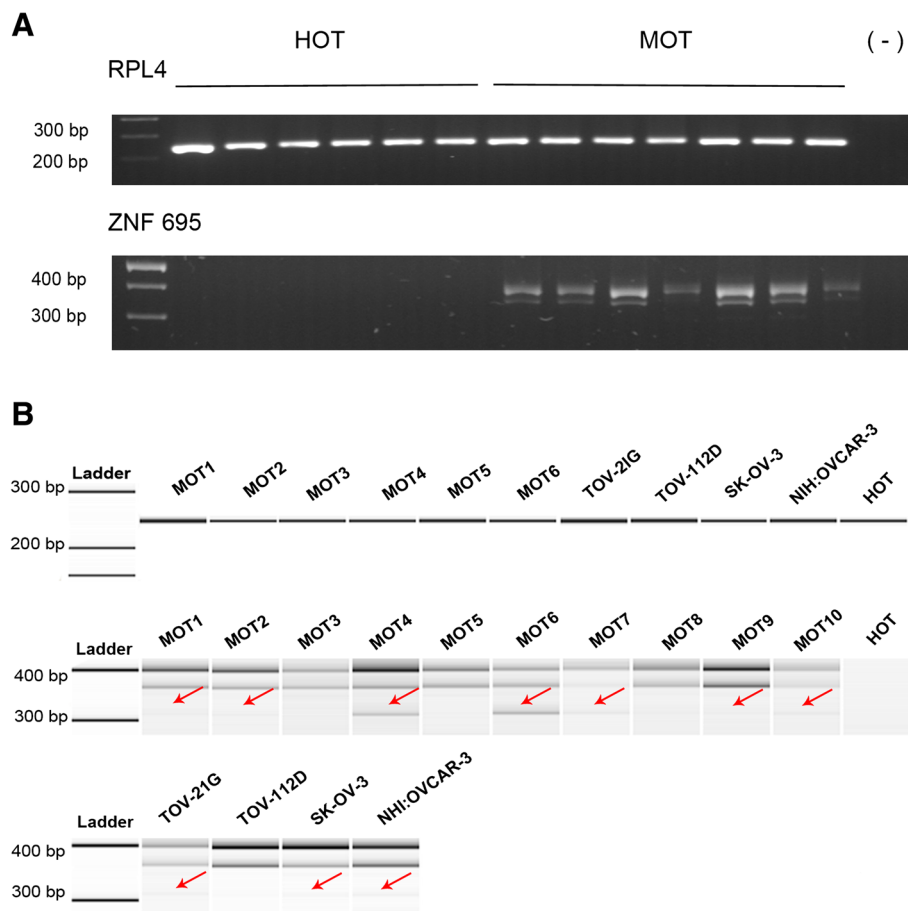 A
HOT MOT (-)
RPL4
300 bp
200 bp
ZNF 695
400 bp
300 bp
B
Ladder MOT1 MOT2 MOT3 MOT4 MOT5 MOT6 TOV-2IG TOV-112D SK-OV-3 NIH:OVCAR-3 HOT
300 bp
200 bp
Ladder MOT1 MOT2 MOT3 MOT4 MOT5 MOT6 MOT7 MOT8 MOT9 MOT10 HOT
400 bp
300 bp
Ladder TOV-21G TOV-112D SK-OV-3 NHI:OVCAR-3
400 bp
300 bp